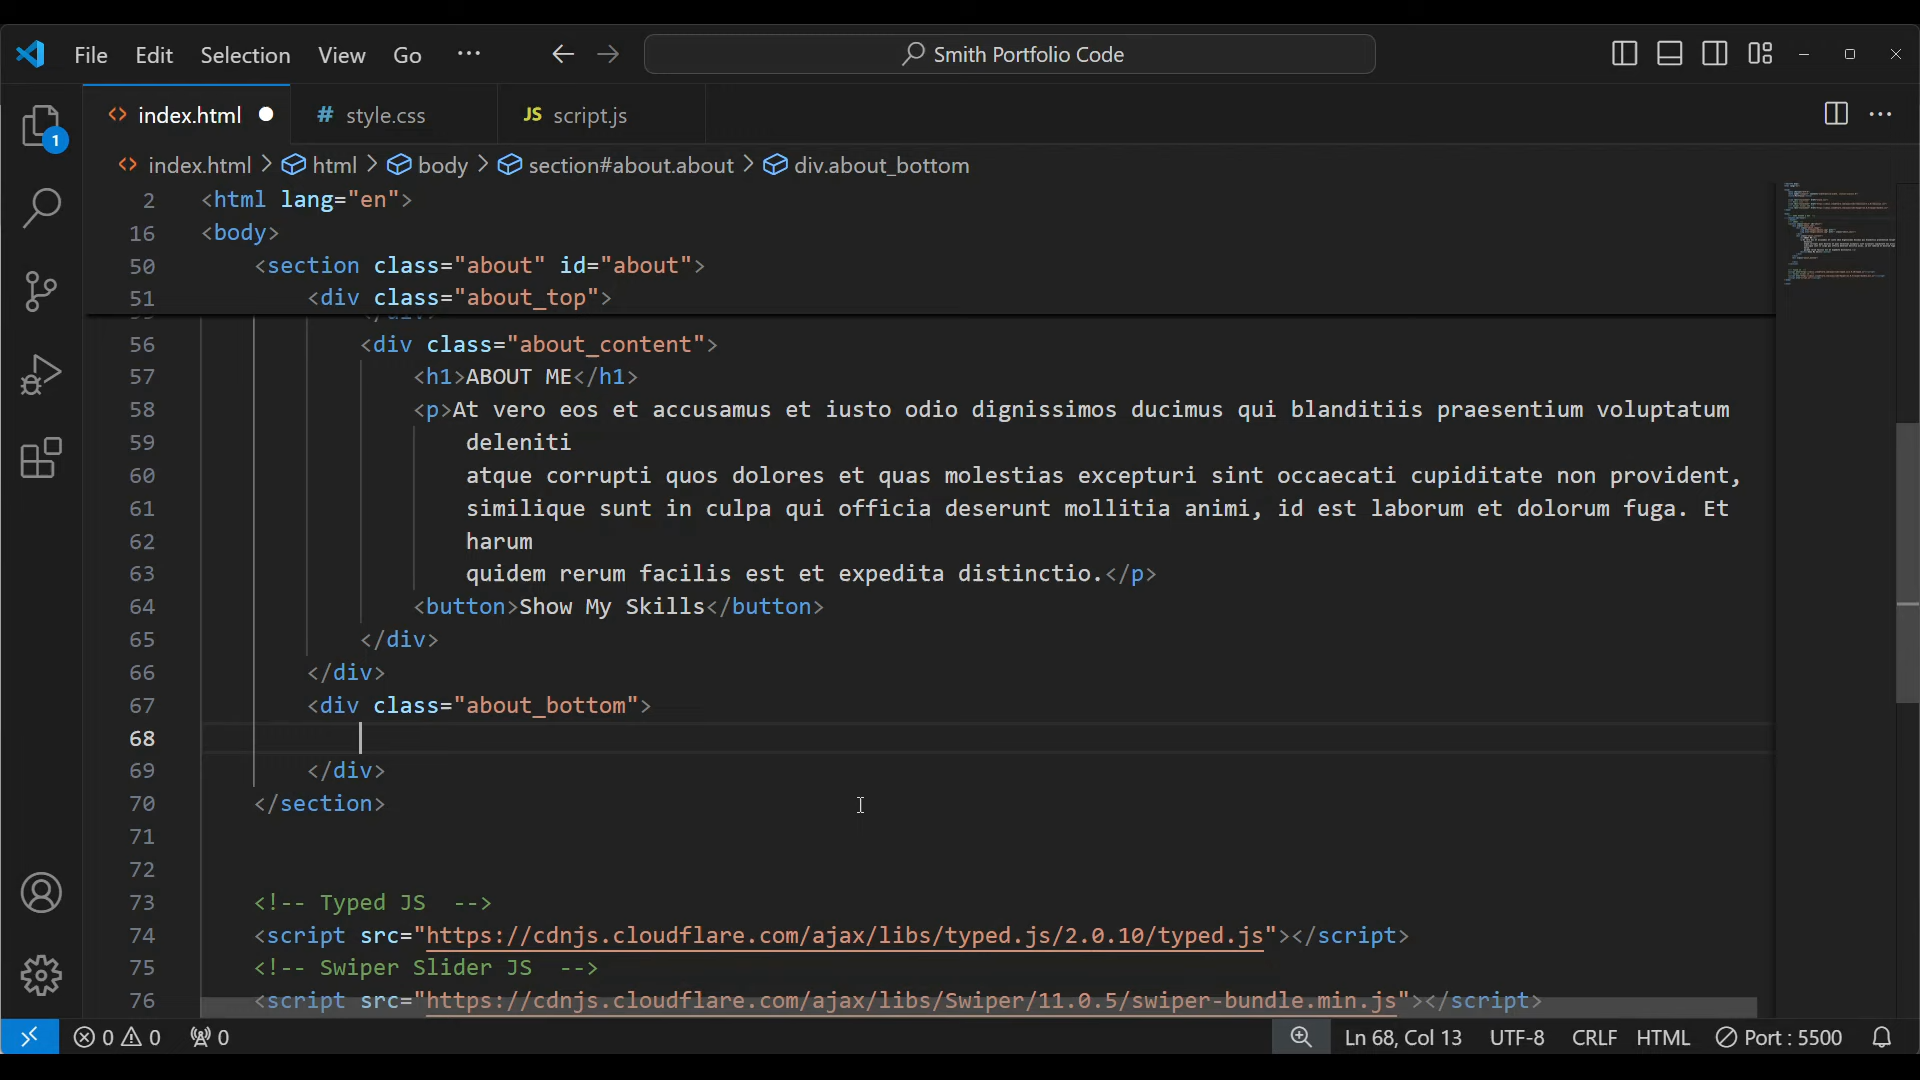 File Edit Selection View Go ··· Smith Portfolio Code
index.html # style.css JS script.js
1
index.html > html > body > section#about.about > div.about_bottom
2 <html lang="en">
16 <body>
50 <section class="about" id="about">
51 <div class="about_top">
56 <div class="about_content">
57 <h1>ABOUT ME</h1>
58 <p>At vero eos et accusamus et iusto odio dignissimos ducimus qui blanditiis praesentium voluptatum
59 deleniti
60 atque corrupti quos dolores et quas molestias excepturi sint occaecati cupiditate non provident,
61 similique sunt in culpa qui officia deserunt mollitia animi, id est laborum et dolorum fuga. Et
62 harum
63 quidem rerum facilis est et expedita distinctio.</p>
64 <button>Show My Skills</button>
65 </div>
66 </div>
67 <div class="about_bottom">
68
69 </div>
70 </section>
71
72
73 <!-- Typed JS -->
74 <script src="https://cdnjs.cloudflare.com/ajax/libs/typed.js/2.0.10/typed.js"></script>
75 <!-- Swiper Slider JS -->
76 <script src="https://cdnjs.cloudflare.com/ajax/libs/Swiper/11.0.5/swiper-bundle.min.js"></script>
0 0 0 Ln 68, Col 13 UTF-8 CRLF HTML Port : 5500